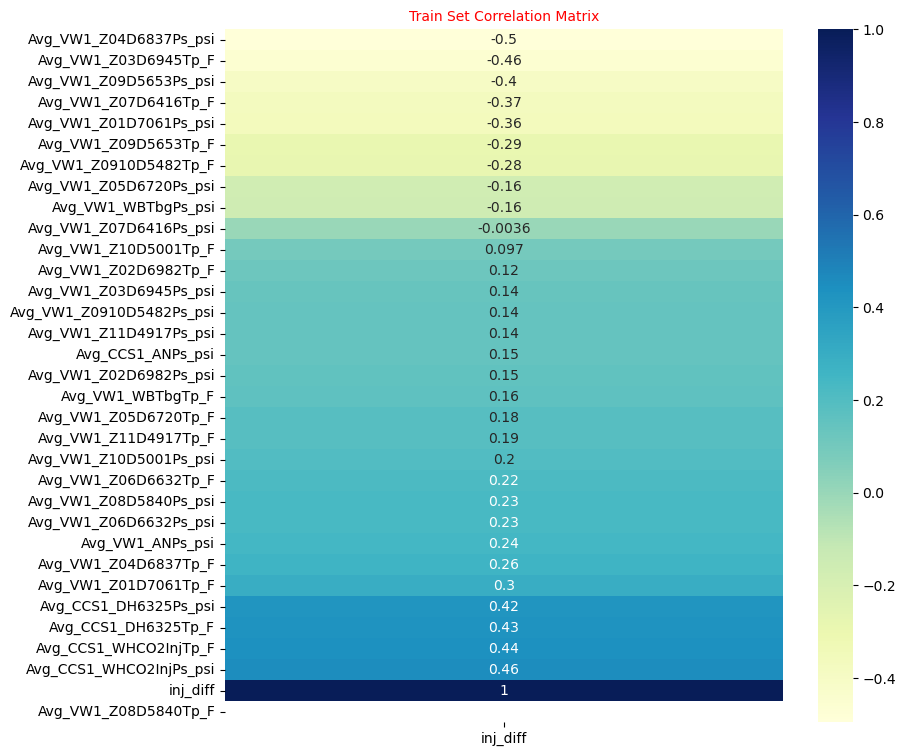 Train Set Correlation Matrix
Avg_VW1_Z04D6837Ps_psi -0.5
Avg_VW1_Z03D6945Tp_F -0.46
Avg_VW1_Z09D5653Ps_psi -0.4
Avg_VW1_Z07D6416Tp_F -0.37
Avg_VW1_Z01D7061Ps_psi -0.36
Avg_VW1_Z09D5653Tp_F -0.29
Avg_VW1_Z0910D5482Tp_F -0.28
Avg_VW1_Z05D6720Ps_psi -0.16
Avg_VW1_WBTbgPs_psi -0.16
Avg_VW1_Z07D6416Ps_psi -0.0036
Avg_VW1_Z10D5001Tp_F 0.097
Avg_VW1_Z02D6982Tp_F 0.12
Avg_VW1_Z03D6945Ps_psi 0.14
Avg_VW1_Z0910D5482Ps_psi 0.14
Avg_VW1_Z11D4917Ps_psi 0.14
Avg_CCS1_ANPs_psi 0.15
Avg_VW1_Z02D6982Ps_psi 0.15
Avg_VW1_WBTbgTp_F 0.16
Avg_VW1_Z05D6720Tp_F 0.18
Avg_VW1_Z11D4917Tp_F 0.19
Avg_VW1_Z10D5001Ps_psi 0.2
Avg_VW1_Z06D6632Tp_F 0.22
Avg_VW1_Z08D5840Ps_psi 0.23
Avg_VW1_Z06D6632Ps_psi 0.23
Avg_VW1_ANPs_psi 0.24
Avg_VW1_Z04D6837Tp_F 0.26
Avg_VW1_Z01D7061Tp_F 0.3
Avg_CCS1_DH6325Ps_psi 0.42
Avg_CCS1_DH6325Tp_F 0.43
Avg_CCS1_WHCO2InjTp_F 0.44
Avg_CCS1_WHCO2InjPs_psi 0.46
inj_diff 1
Avg_VW1_Z08D5840Tp_F
inj_diff
1.0
0.8
0.6
0.4
0.2
0.0
−0.2
−0.4